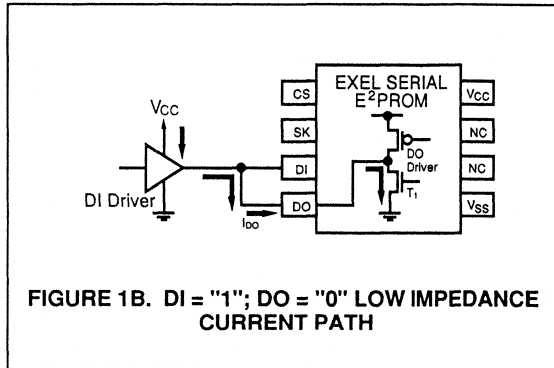 EXEL SERIAL
E²PROM
CS
VCC
VCC
SK
NC
DO
Driver
DI
NC
DI Driver
DO
IDO
T1
VSS
FIGURE 1B. DI = "1"; DO = "0" LOW IMPEDANCE
CURRENT PATH